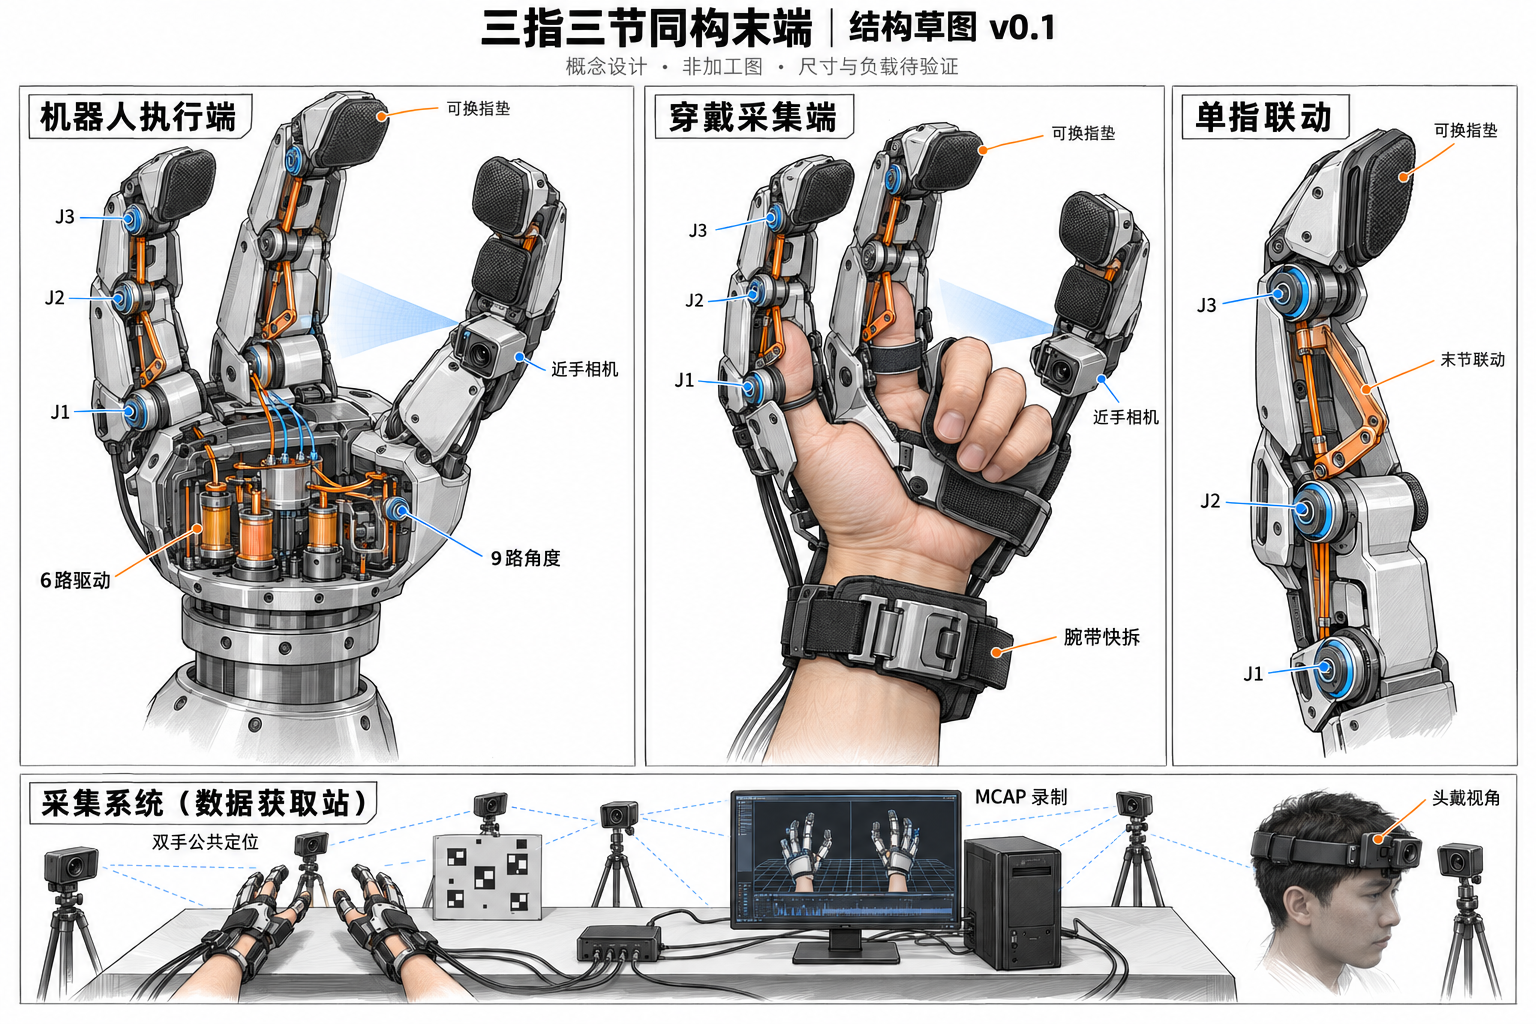 三指三节同构末端｜结构草图 v0.1
概念设计 • 非加工图 • 尺寸与负载待验证
机器人执行端
可换指垫
J3
J2
J1
近手相机
6路驱动
9路角度
穿戴采集端
可换指垫
J3
J2
J1
近手相机
腕带快拆
单指联动
可换指垫
J3
末节联动
J2
J1
采集系统（数据获取站）
双手公共定位
MCAP 录制
头戴视角